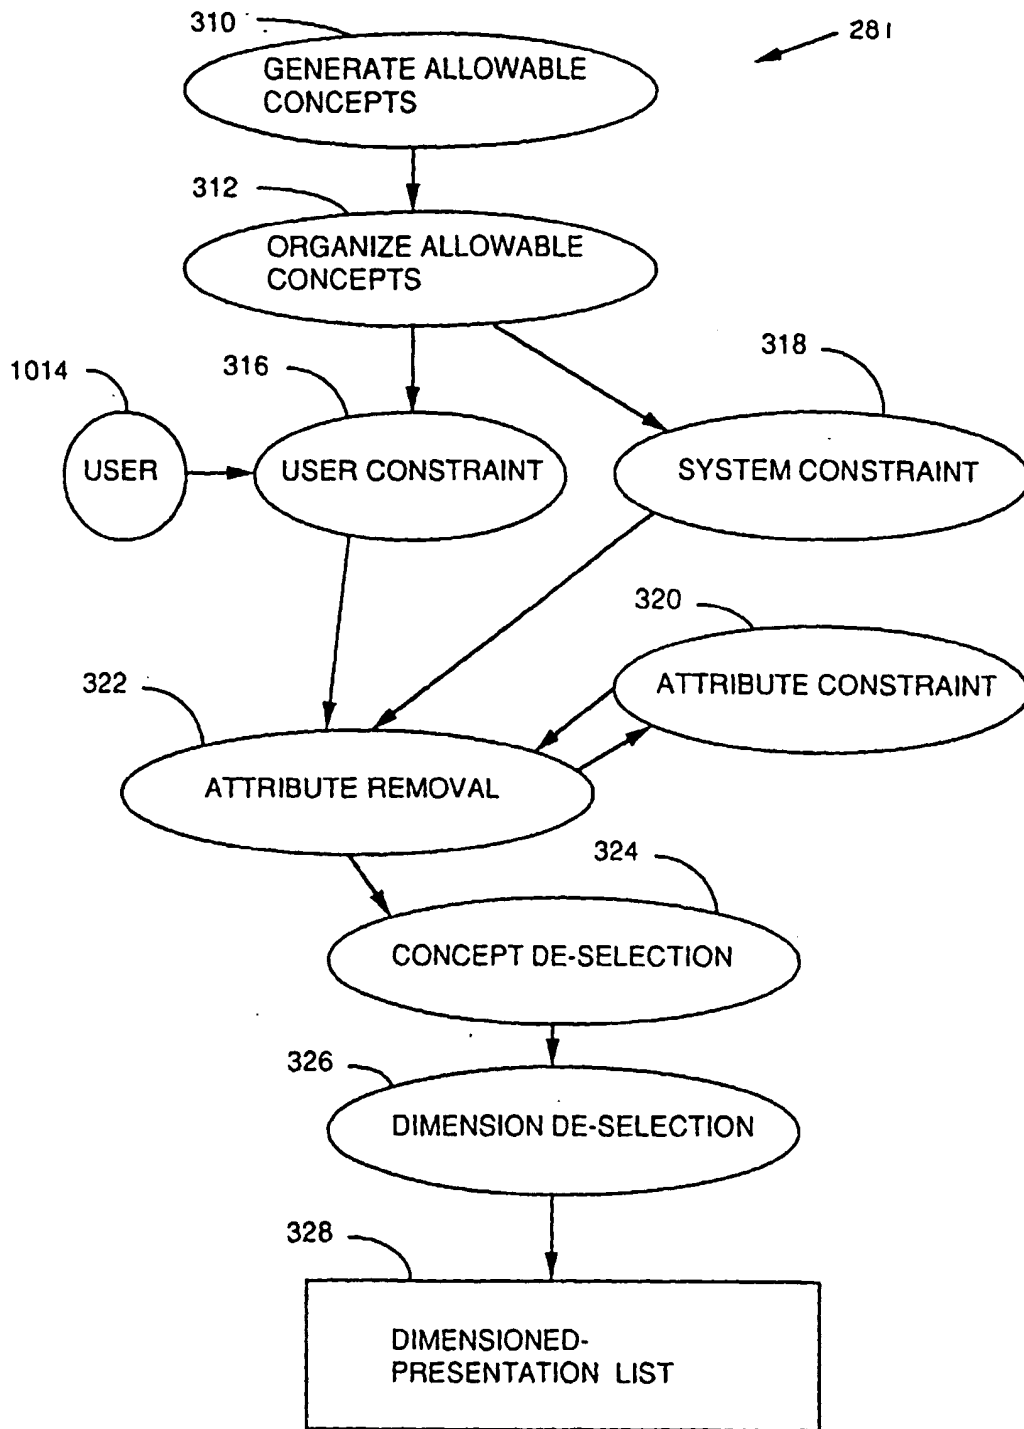 310
281
GENERATE ALLOWABLE
CONCEPTS
312
ORGANIZE ALLOWABLE
CONCEPTS
1014
316
318
USER
USER CONSTRAINT
SYSTEM CONSTRAINT
320
322
ATTRIBUTE CONSTRAINT
ATTRIBUTE REMOVAL
324
CONCEPT DE-SELECTION
326
DIMENSION DE-SELECTION
328
DIMENSIONED-
PRESENTATION LIST